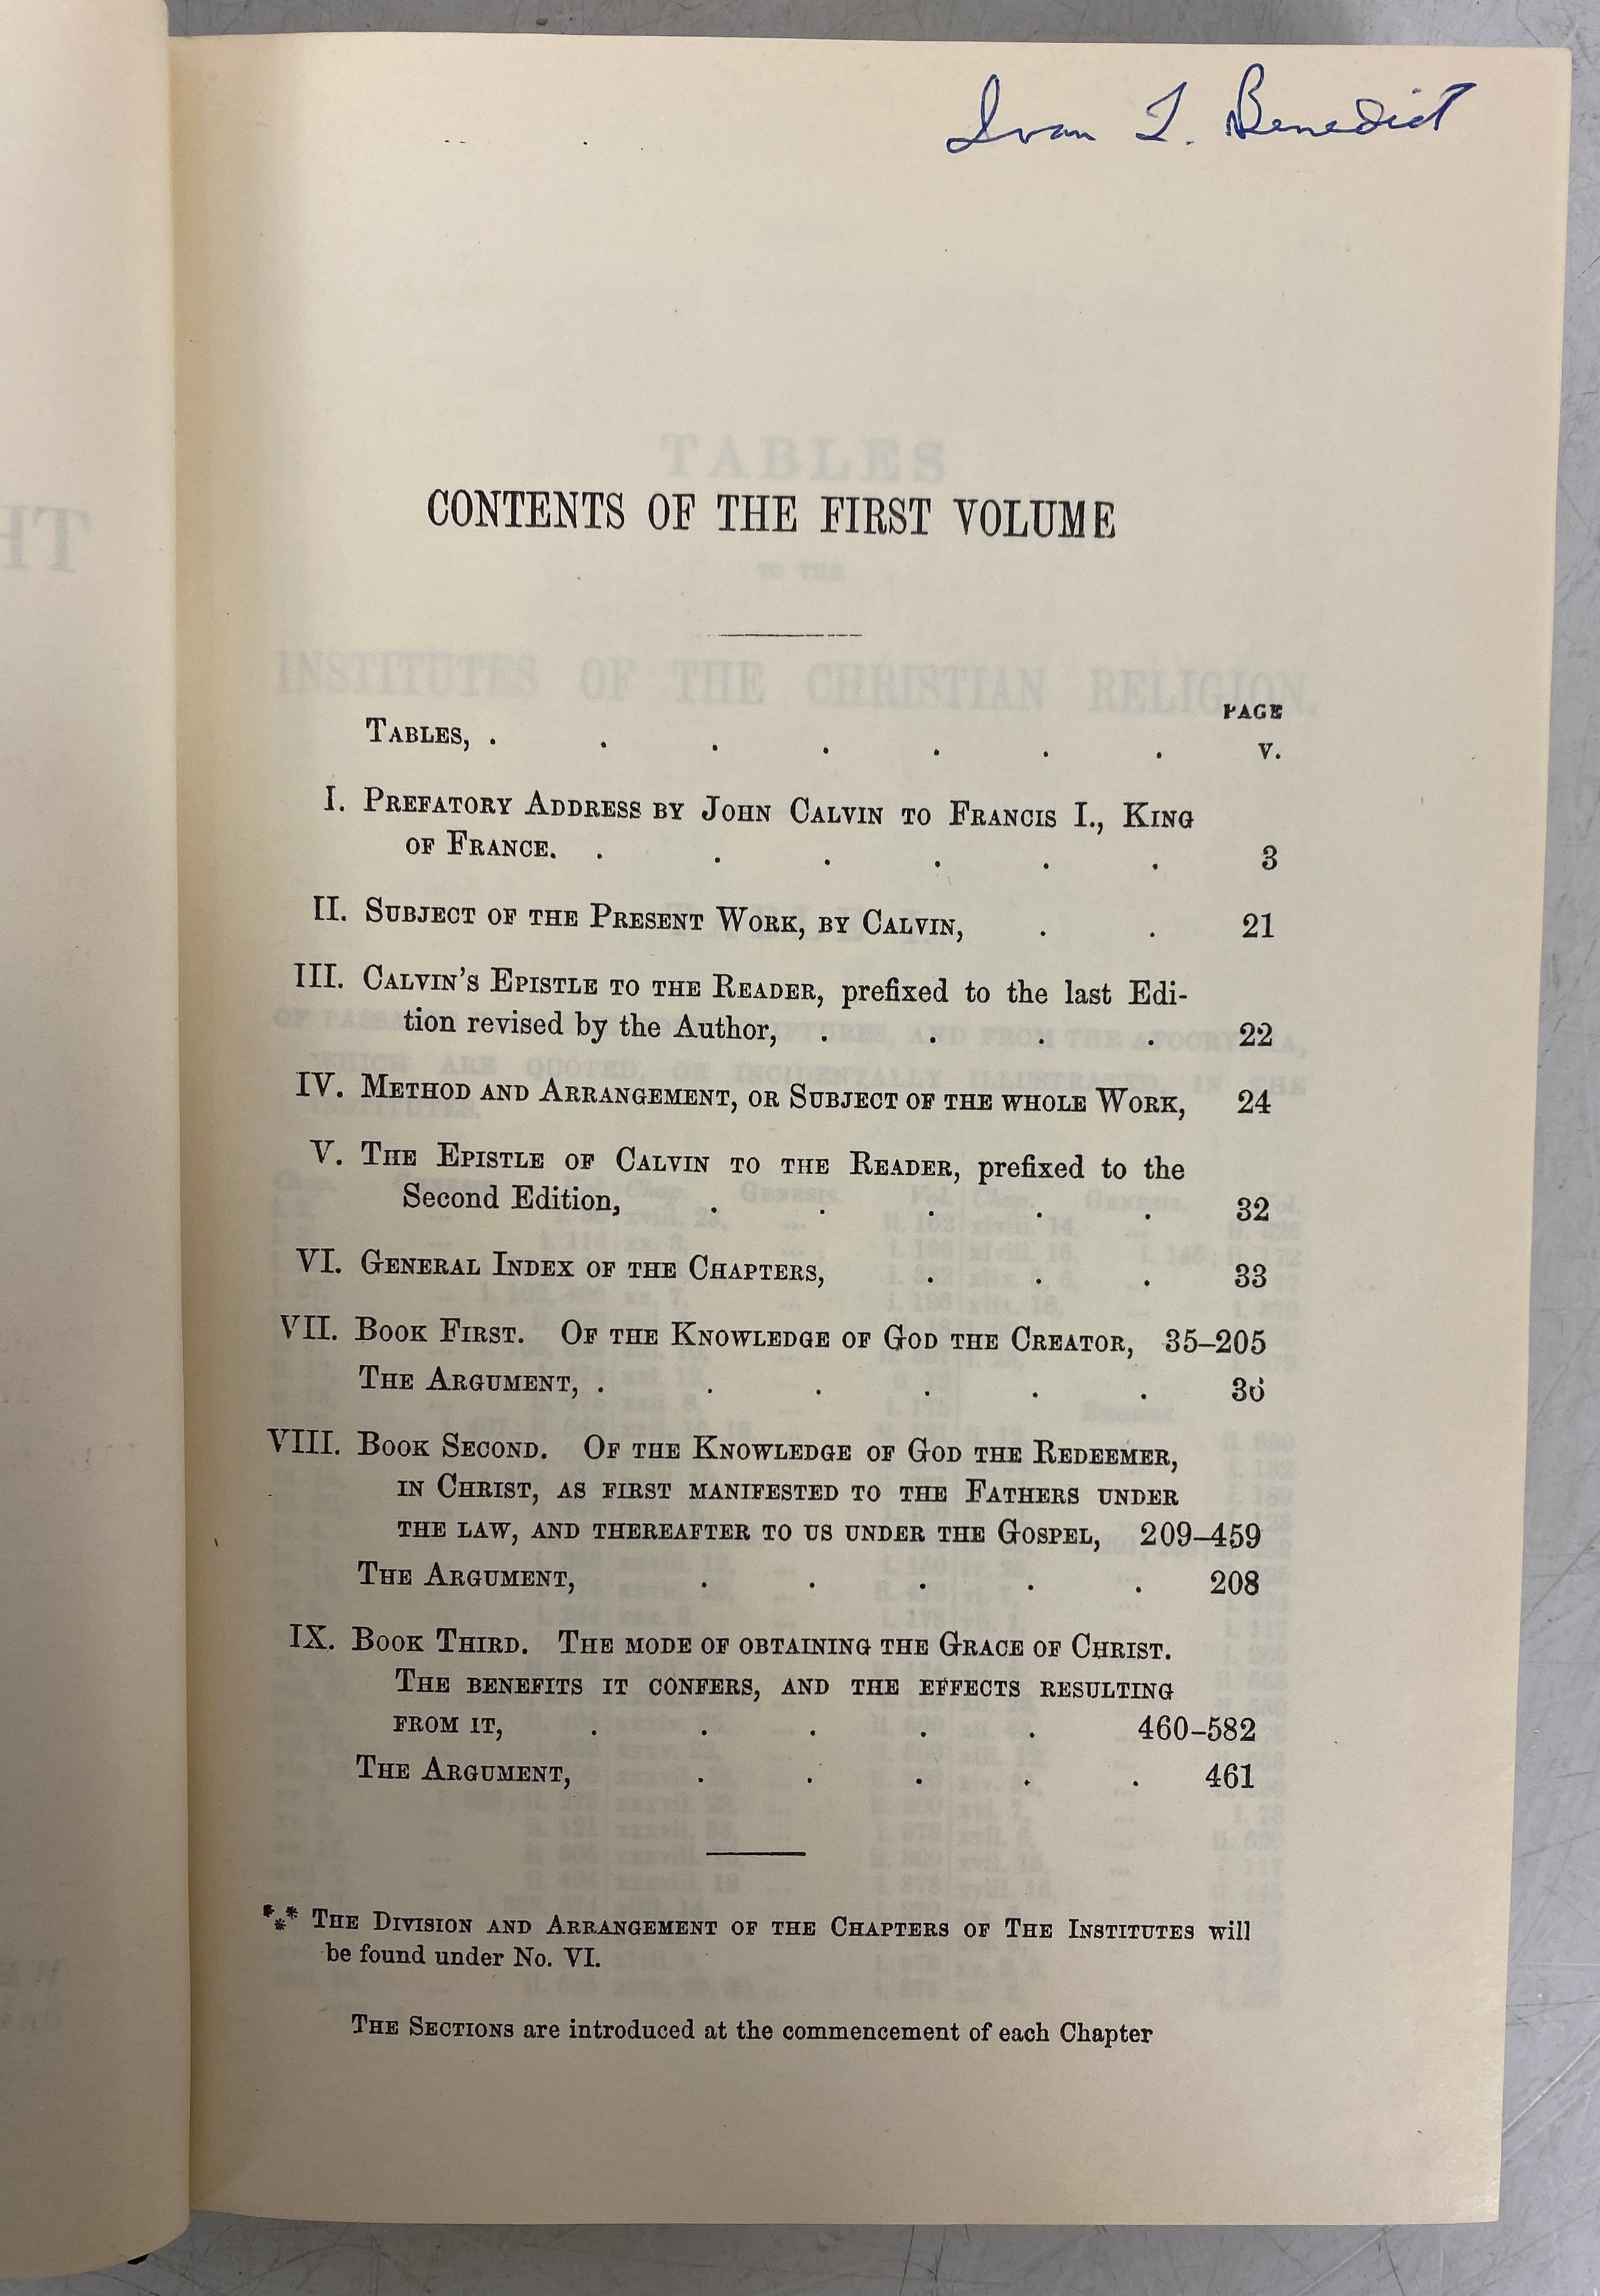 Ivan L. Benedict
CONTENTS OF THE FIRST VOLUME
PAGE
TABLES, . . . . . . . v.
I. PREFATORY ADDRESS BY JOHN CALVIN TO FRANCIS I., KING
OF FRANCE. . . . . . . 3
II. SUBJECT OF THE PRESENT WORK, BY CALVIN, . . 21
III. CALVIN'S EPISTLE TO THE READER, prefixed to the last Edi-
tion revised by the Author, . . . . 22
IV. METHOD AND ARRANGEMENT, OR SUBJECT OF THE WHOLE WORK, 24
V. THE EPISTLE OF CALVIN TO THE READER, prefixed to the
Second Edition, . . . . . 32
VI. GENERAL INDEX OF THE CHAPTERS, . . . 33
VII. BOOK FIRST. OF THE KNOWLEDGE OF GOD THE CREATOR, 35–205
THE ARGUMENT, . . . . . . 36
VIII. BOOK SECOND. OF THE KNOWLEDGE OF GOD THE REDEEMER,
IN CHRIST, AS FIRST MANIFESTED TO THE FATHERS UNDER
THE LAW, AND THEREAFTER TO US UNDER THE GOSPEL, 209–459
THE ARGUMENT, . . . . . 208
IX. BOOK THIRD. THE MODE OF OBTAINING THE GRACE OF CHRIST.
THE BENEFITS IT CONFERS, AND THE EFFECTS RESULTING
FROM IT, . . . . . 460–582
THE ARGUMENT, . . . . . 461
*⁎* THE DIVISION AND ARRANGEMENT OF THE CHAPTERS OF THE INSTITUTES will
be found under No. VI.
THE SECTIONS are introduced at the commencement of each Chapter